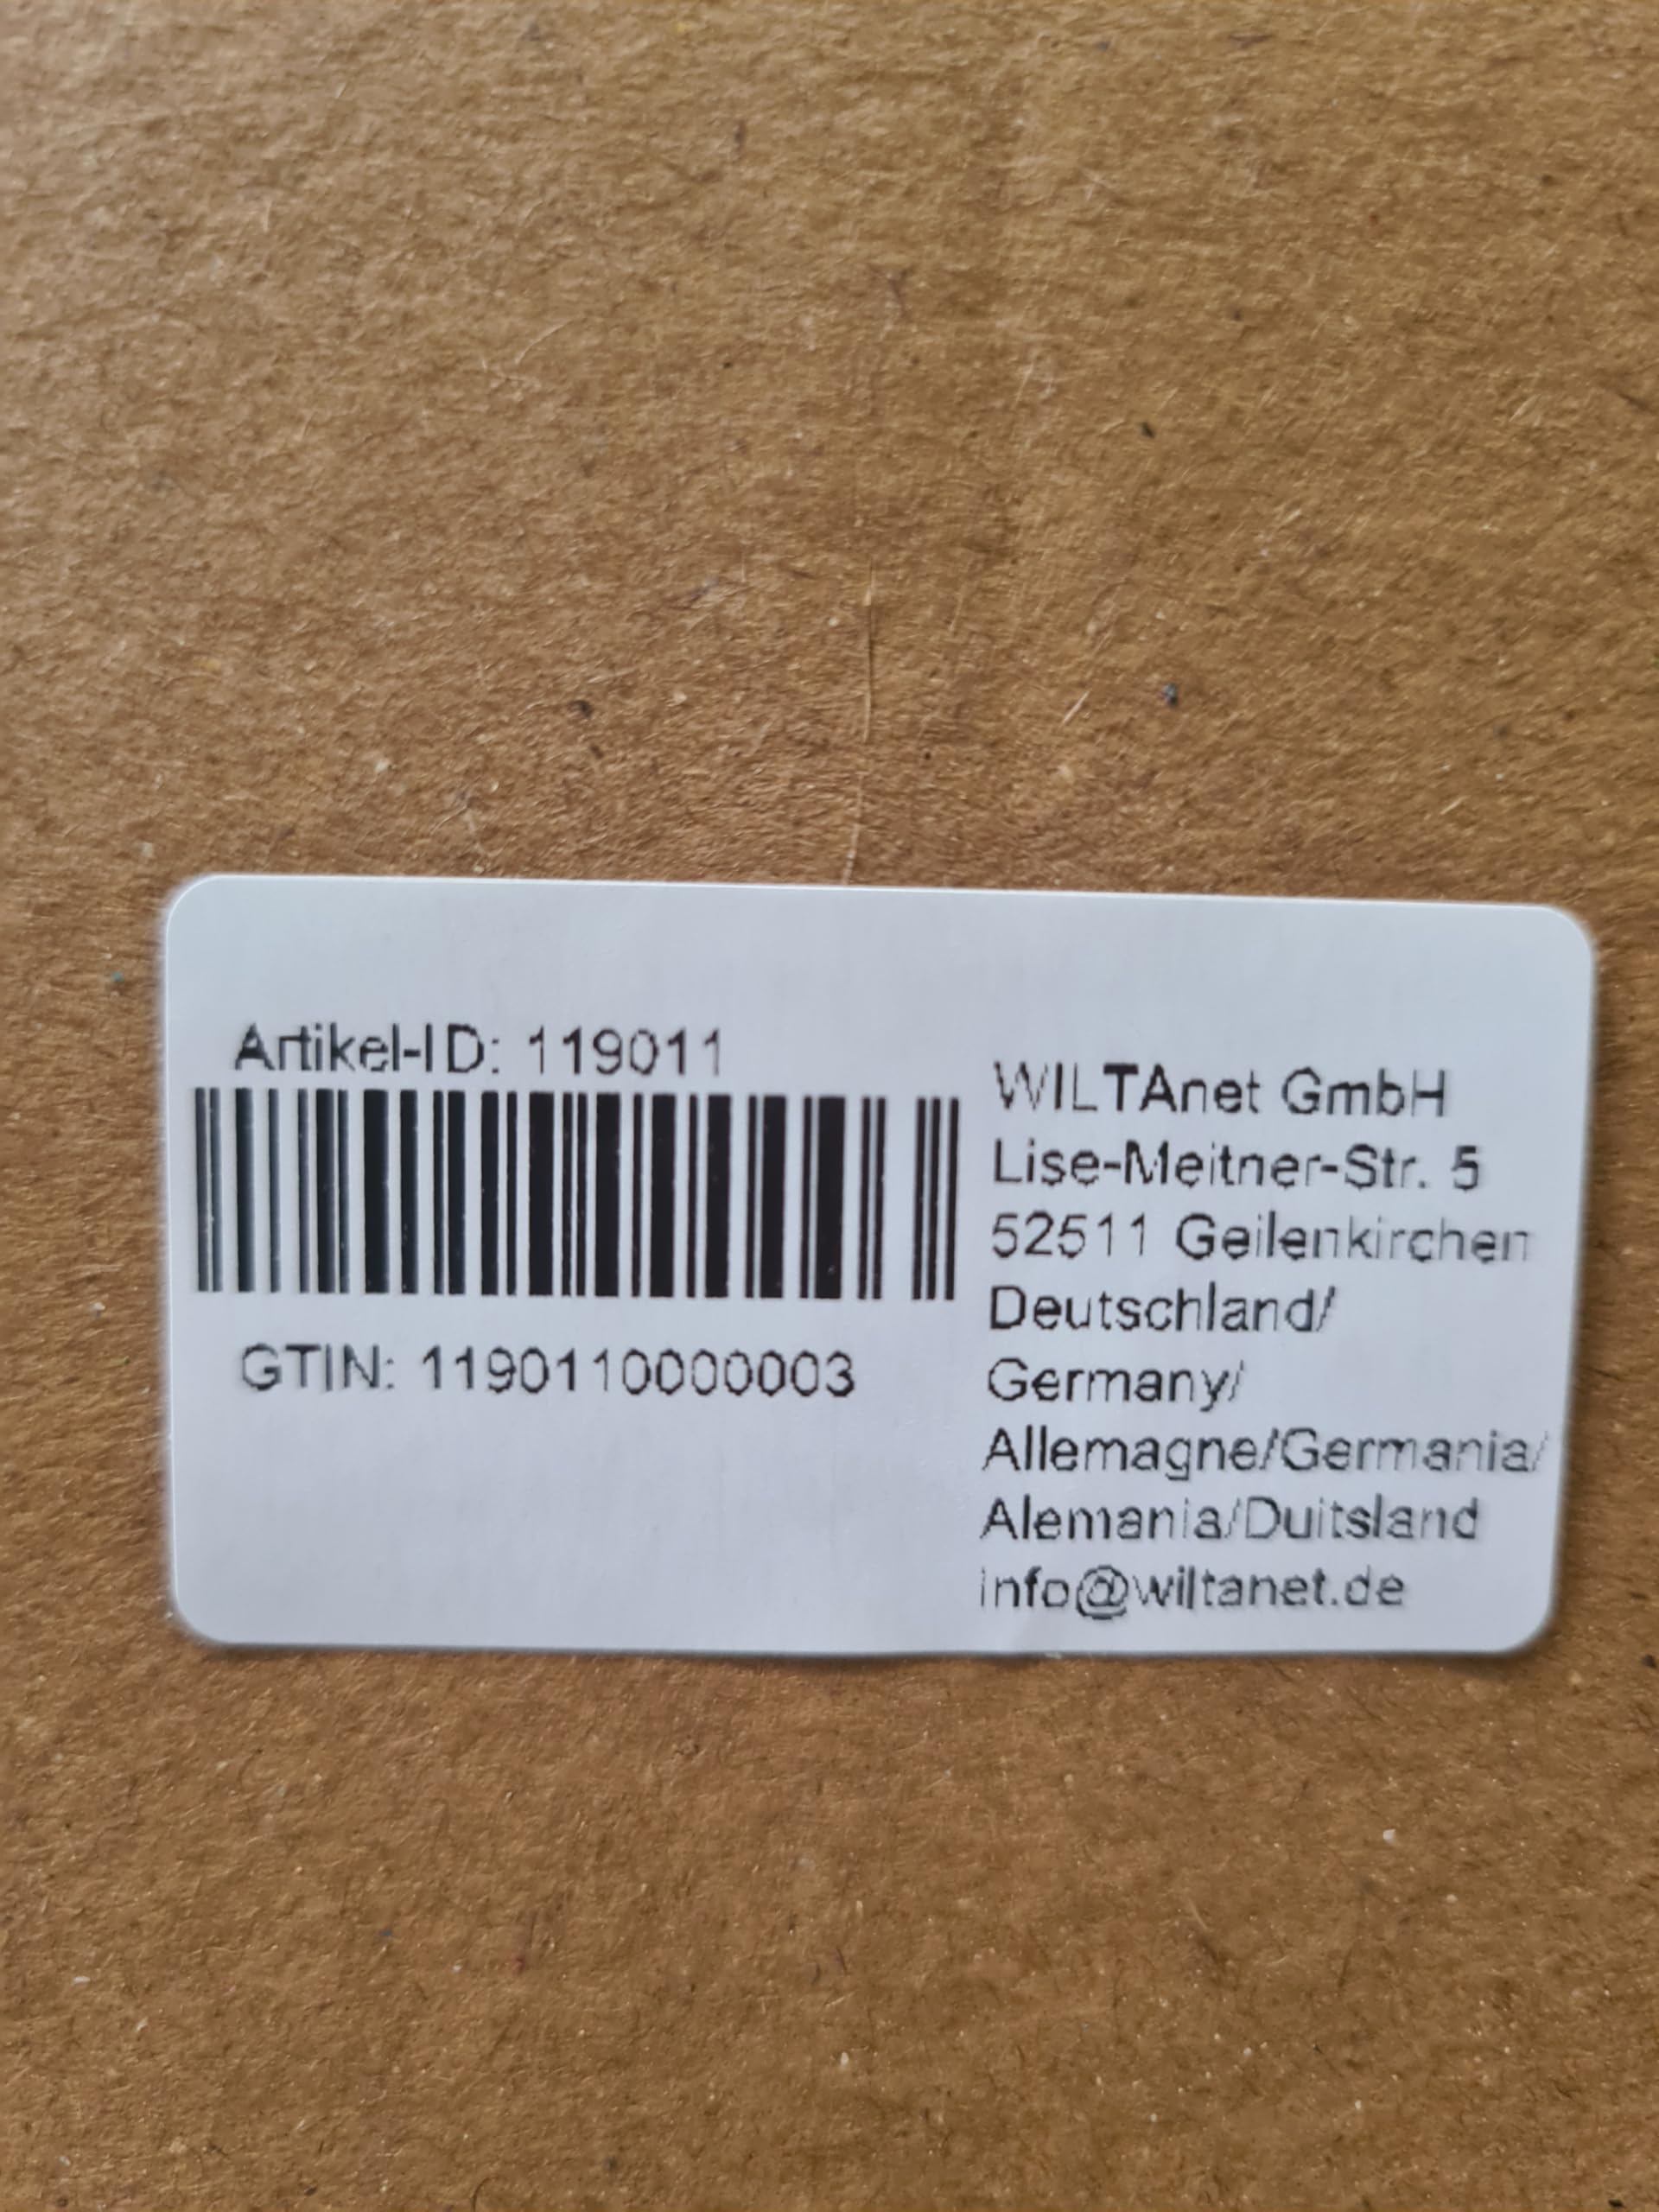 Artikel-ID: 119011
GTIN: 1190110000003
WILTAnet GmbH
Lise-Meitner-Str. 5
52511 Geilenkirchen
Deutschland/
Germany/
Allemagne/Germania/
Alemania/Duitsland
info@wiltanet.de